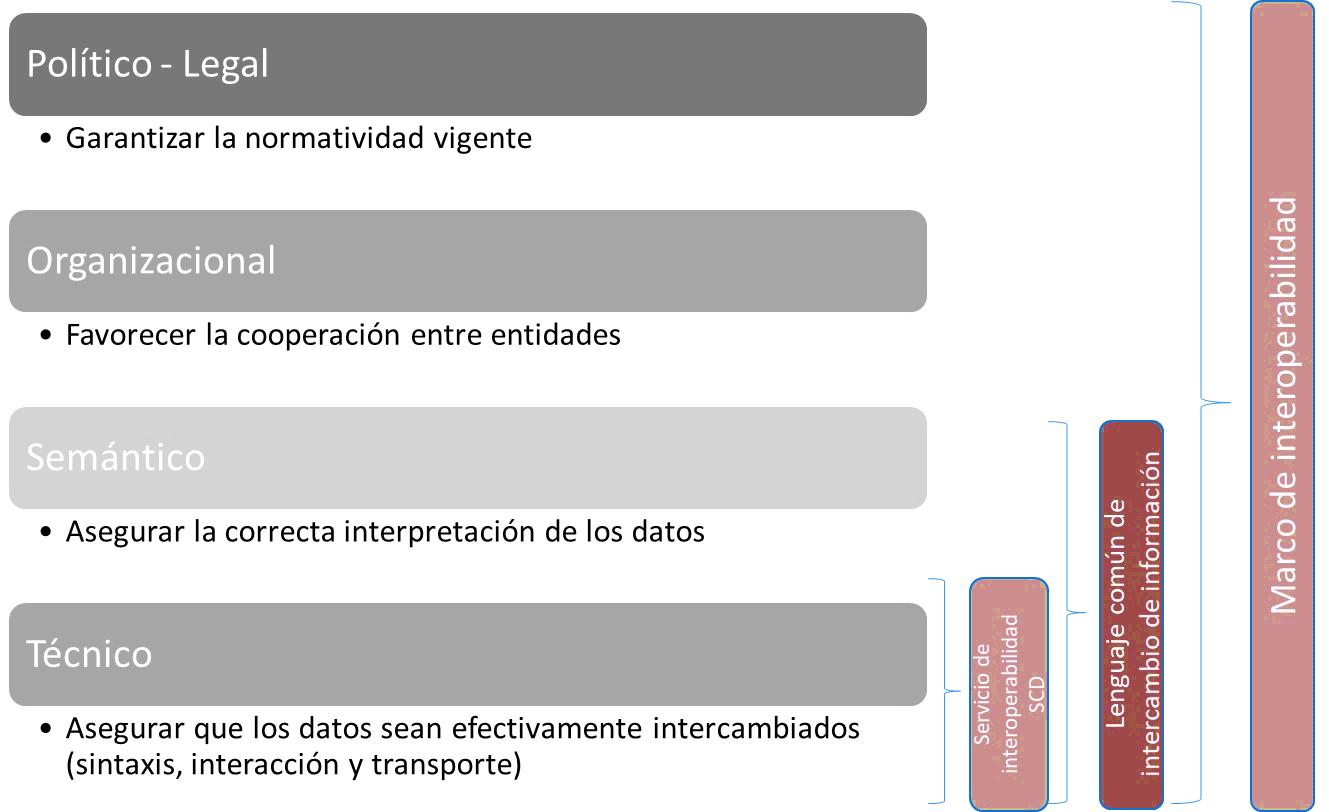 Político - Legal
• Garantizar la normatividad vigente
Organizacional
• Favorecer la cooperación entre entidades
Semántico
• Asegurar la correcta interpretación de los datos
Técnico
• Asegurar que los datos sean efectivamente intercambiados
(sintaxis, interacción y transporte)
Servicio de
interoperabilidad
SCD
Lenguaje común de
intercambio de información
Marco de interoperabilidad